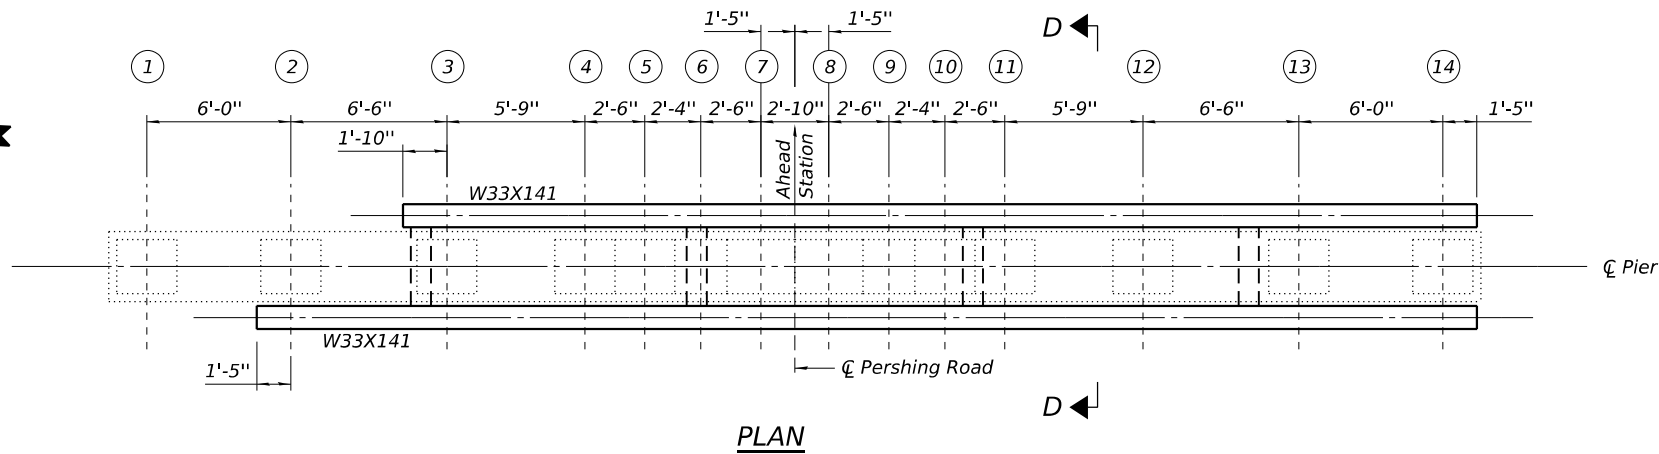 1'-5" 1'-5" D
1 2 3 4 5 6 7 8 9 10 11 12 13 14
6'-0" 6'-6" 5'-9" 2'-6" 2'-4" 2'-6" 2'-10" 2'-6" 2'-4" 2'-6" 5'-9" 6'-6" 6'-0" 1'-5"
1'-10"
Ahead
Station
W33X141
℄ Pier
W33X141
1'-5"
℄ Pershing Road
D
PLAN